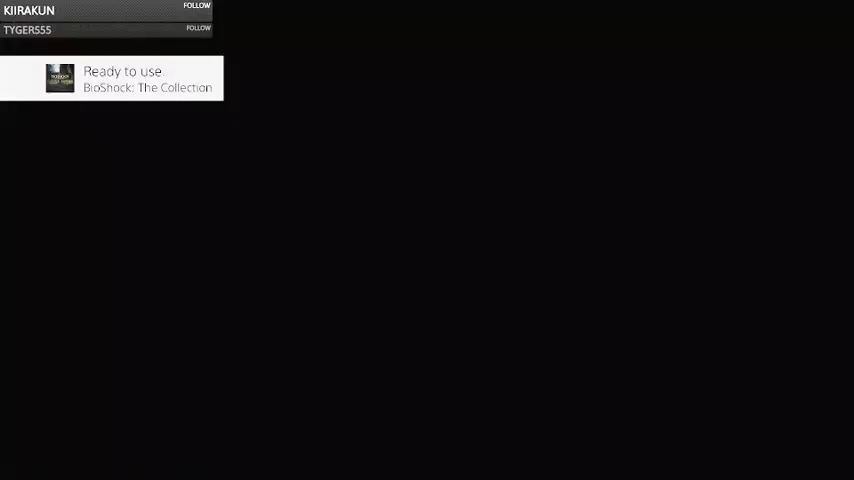 KIIRAKUN FOLLOW
TYGER555 FOLLOW
Ready to use.
BioShock: The Collection